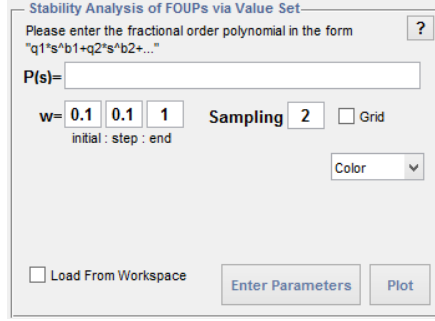 Stability Analysis of FOUPs via Value Set
Please enter the fractional order polynomial in the form
"q1*s^b1+q2*s^b2+..."
?
P(s)=
w= 0.1 0.1 1 Sampling 2 Grid
initial : step : end
Color
Load From Workspace
Enter Parameters Plot